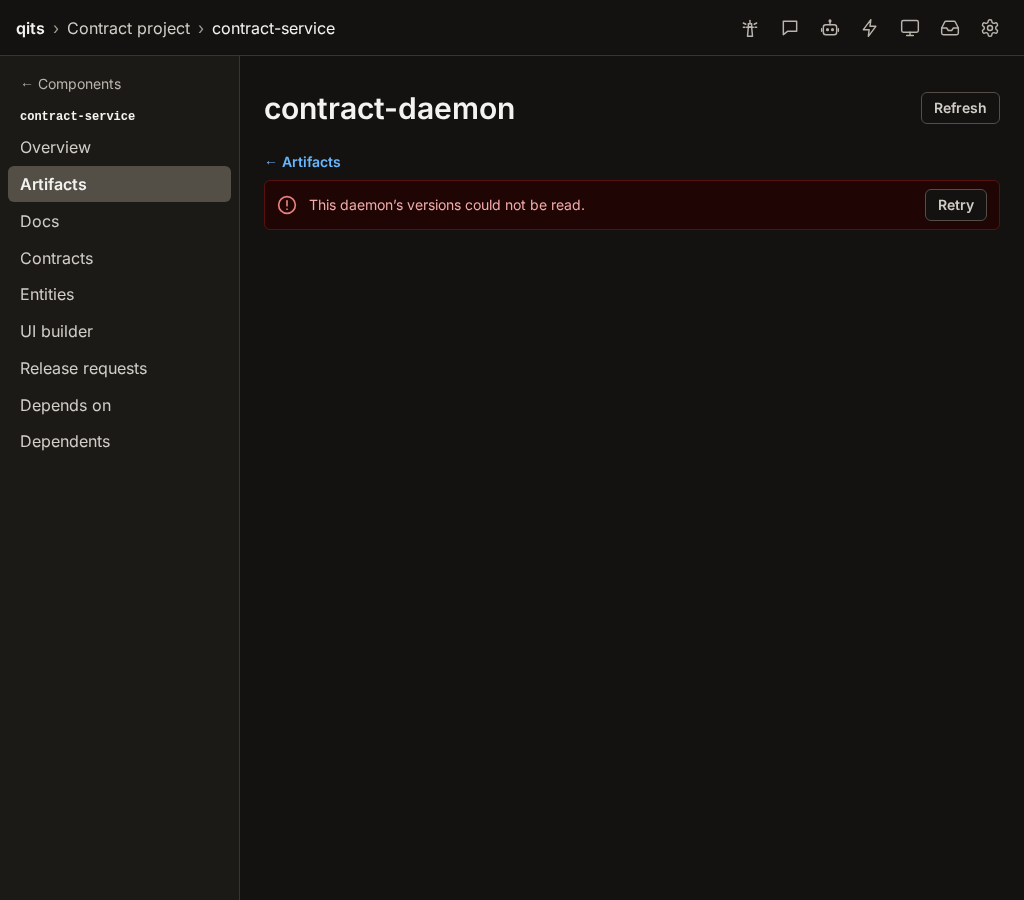 qits › Contract project › contract-service
← Components
contract-service
Overview
Artifacts
Docs
Contracts
Entities
UI builder
Release requests
Depends on
Dependents
contract-daemon
Refresh
← Artifacts
This daemon’s versions could not be read.
Retry